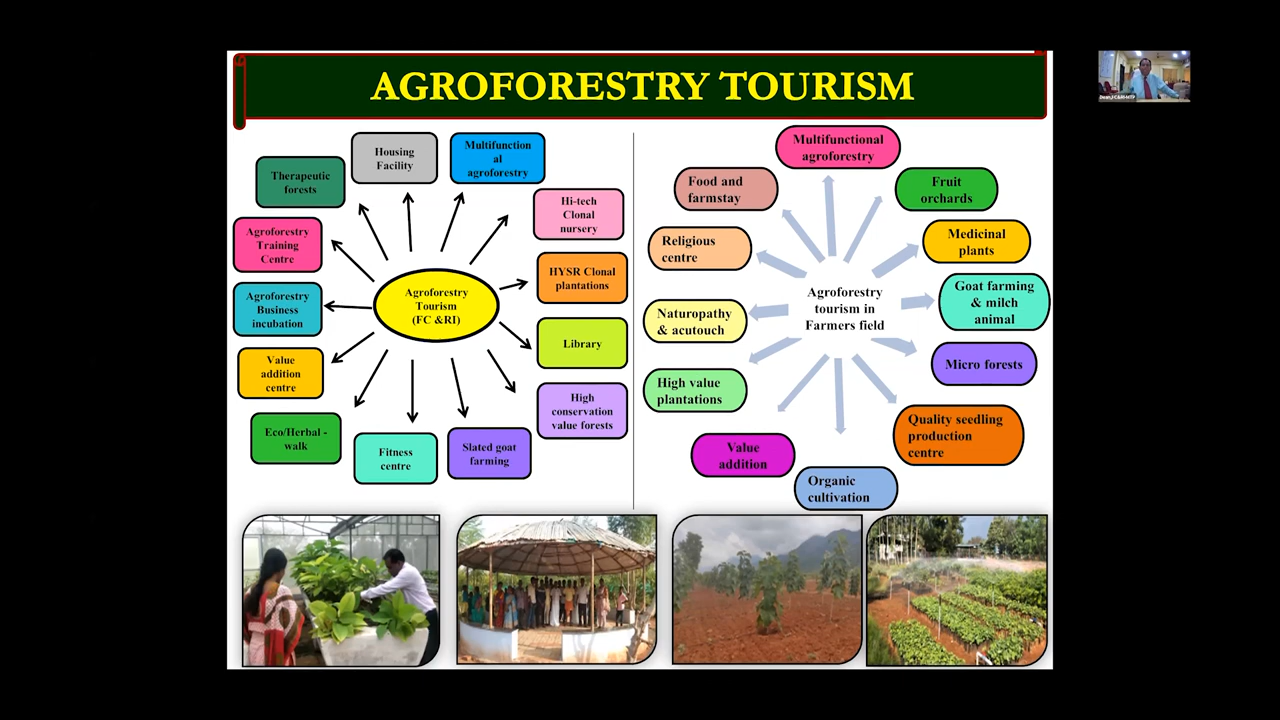 AGROFORESTRY TOURISM
Housing
Facility
Multifunction
al
agroforestry
Therapeutic
forests
Hi-tech
Clonal
nursery
Agroforestry
Training
Centre
HYSR Clonal
plantations
Agroforestry
Business
incubation
Agroforestry
Tourism
(FC &RI)
Library
Value
addition
centre
High
conservation
value forests
Eco/Herbal -
walk
Fitness
centre
Slated goat
farming
Multifunctional
agroforestry
Food and
farmstay
Fruit
orchards
Religious
centre
Medicinal
plants
Agroforestry
tourism in
Farmers field
Goat farming
& milch
animal
Naturopathy
& acutouch
Micro forests
High value
plantations
Quality seedling
production
centre
Value
addition
Organic
cultivation